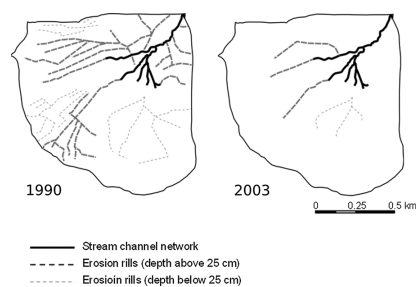 1990
2003
0 0.25 0.5 km
Stream channel network
Erosion rills (depth above 25 cm)
Erosioin rills (depth below 25 cm)